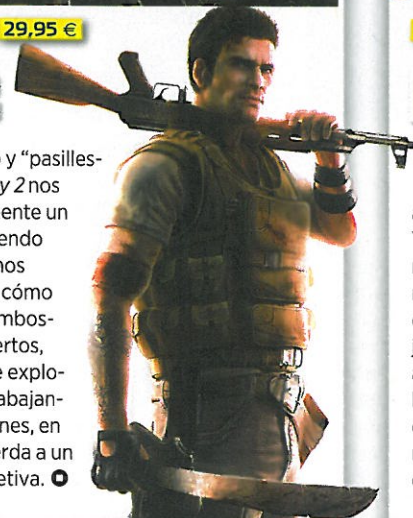 29,95 €
y “pasilles-
y 2 nos
ente un
endo
nos
cómo
mbos-
ertos,
e explo-
abajan-
nes, en
erda a un
etiva.